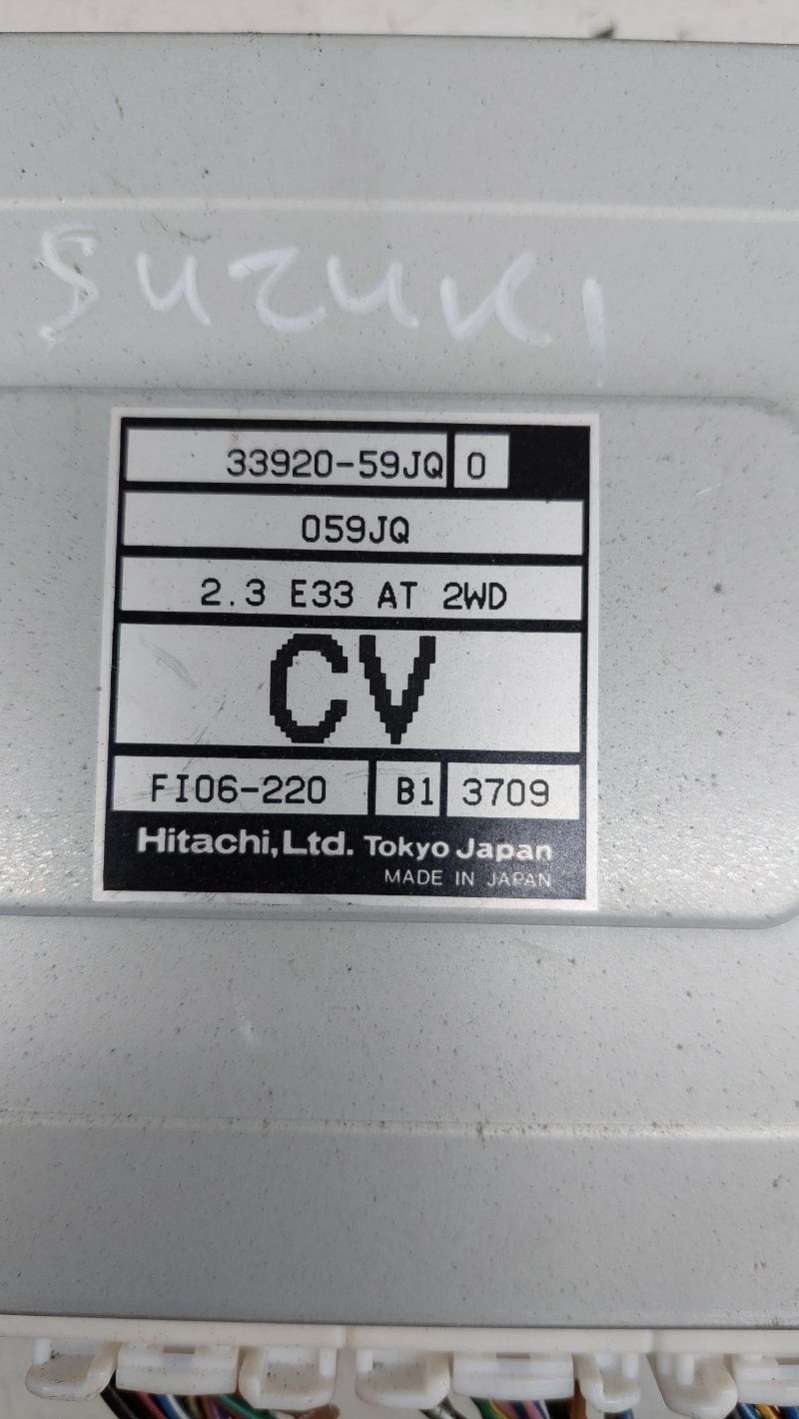 SUZUKI
33920-59JQ 0
059JQ
2.3 E33 AT 2WD
CV
FI06-220 B1 3709
Hitachi, Ltd. Tokyo Japan
MADE IN JAPAN